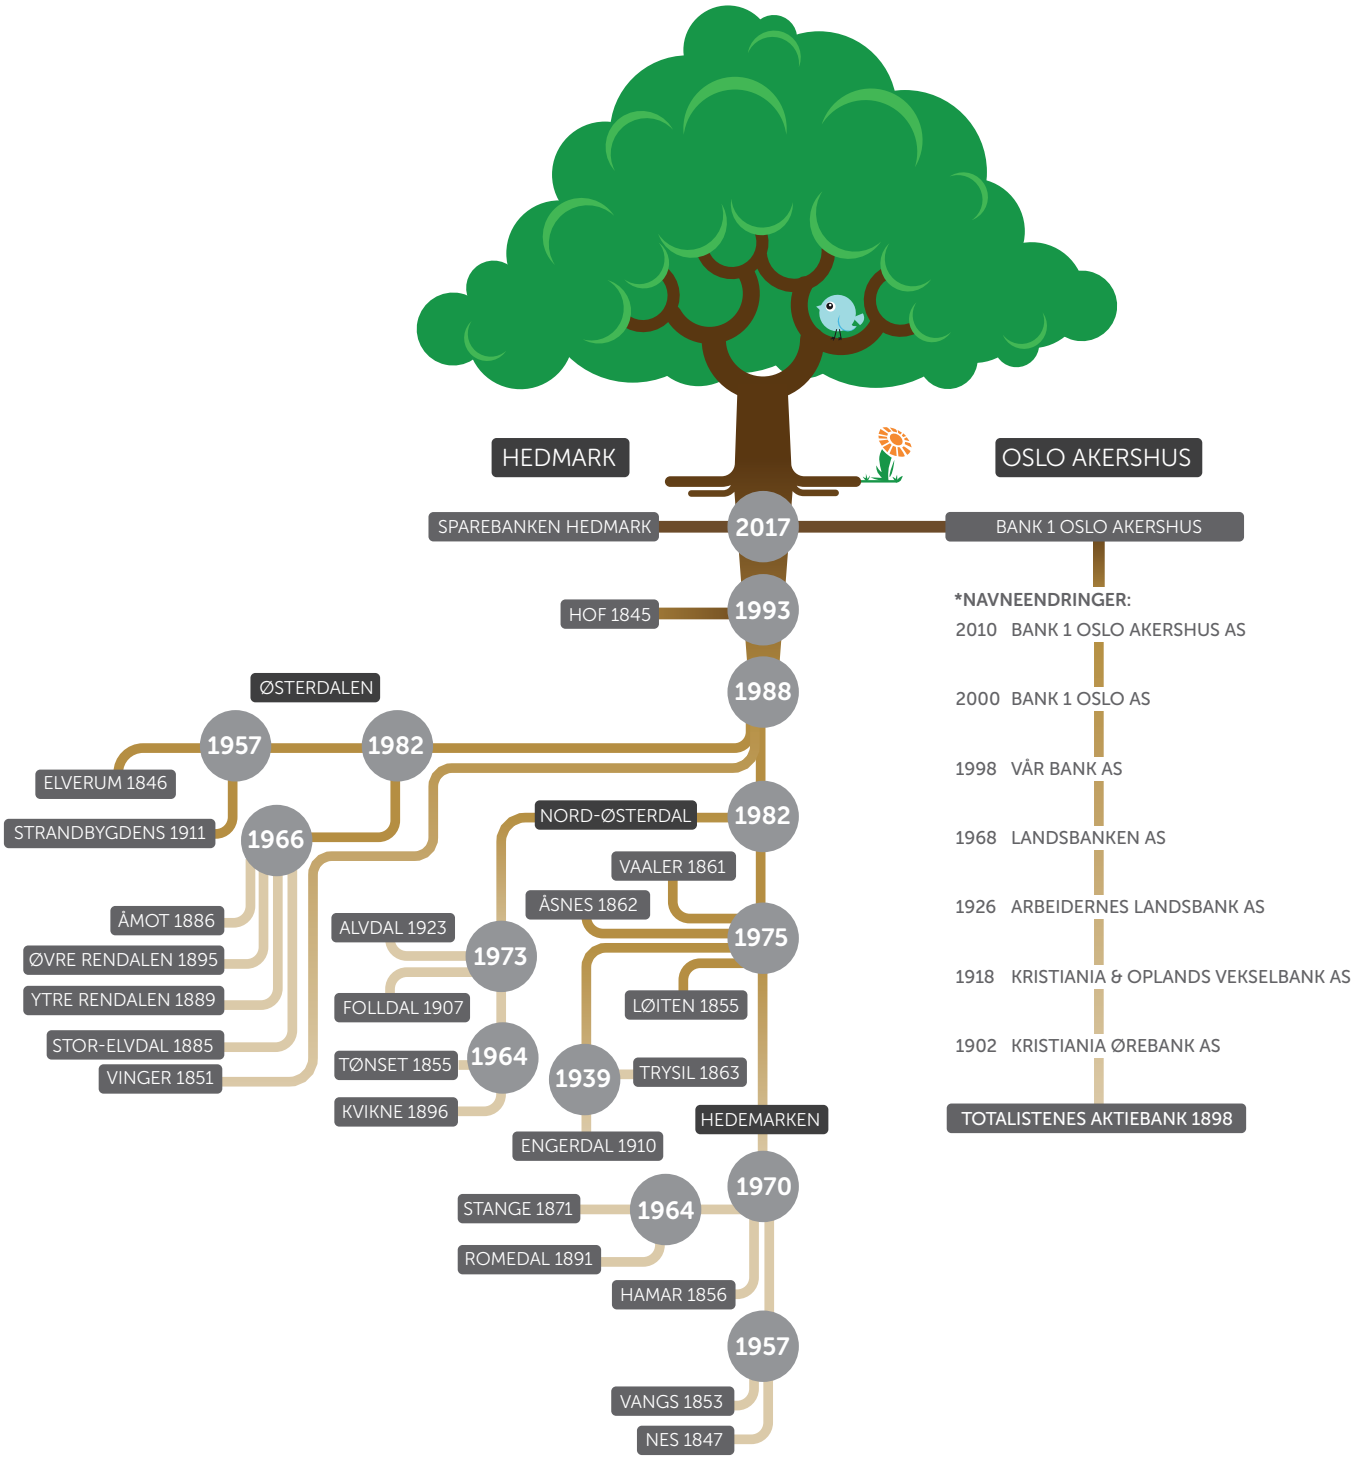 HEDMARK
OSLO AKERSHUS
SPAREBANKEN HEDMARK
2017
BANK 1 OSLO AKERSHUS
HOF 1845
1993
*NAVNEENDRINGER:
2010 BANK 1 OSLO AKERSHUS AS
1988
2000 BANK 1 OSLO AS
ØSTERDALEN
1957
1982
ELVERUM 1846
1998 VÅR BANK AS
STRANDBYGDENS 1911
1966
NORD-ØSTERDAL
1982
1968 LANDSBANKEN AS
VAALER 1861
ÅSNES 1862
1926 ARBEIDERNES LANDSBANK AS
ÅMOT 1886
ALVDAL 1923
1975
ØVRE RENDALEN 1895
1973
1918 KRISTIANIA & OPLANDS VEKSELBANK AS
YTRE RENDALEN 1889
FOLLDAL 1907
LØITEN 1855
STOR-ELVDAL 1885
1902 KRISTIANIA ØREBANK AS
VINGER 1851
TØNSET 1855
1964
1939
TRYSIL 1863
KVIKNE 1896
HEDEMARKEN
TOTALISTENES AKTIEBANK 1898
ENGERDAL 1910
1970
STANGE 1871
1964
ROMEDAL 1891
HAMAR 1856
1957
VANGS 1853
NES 1847